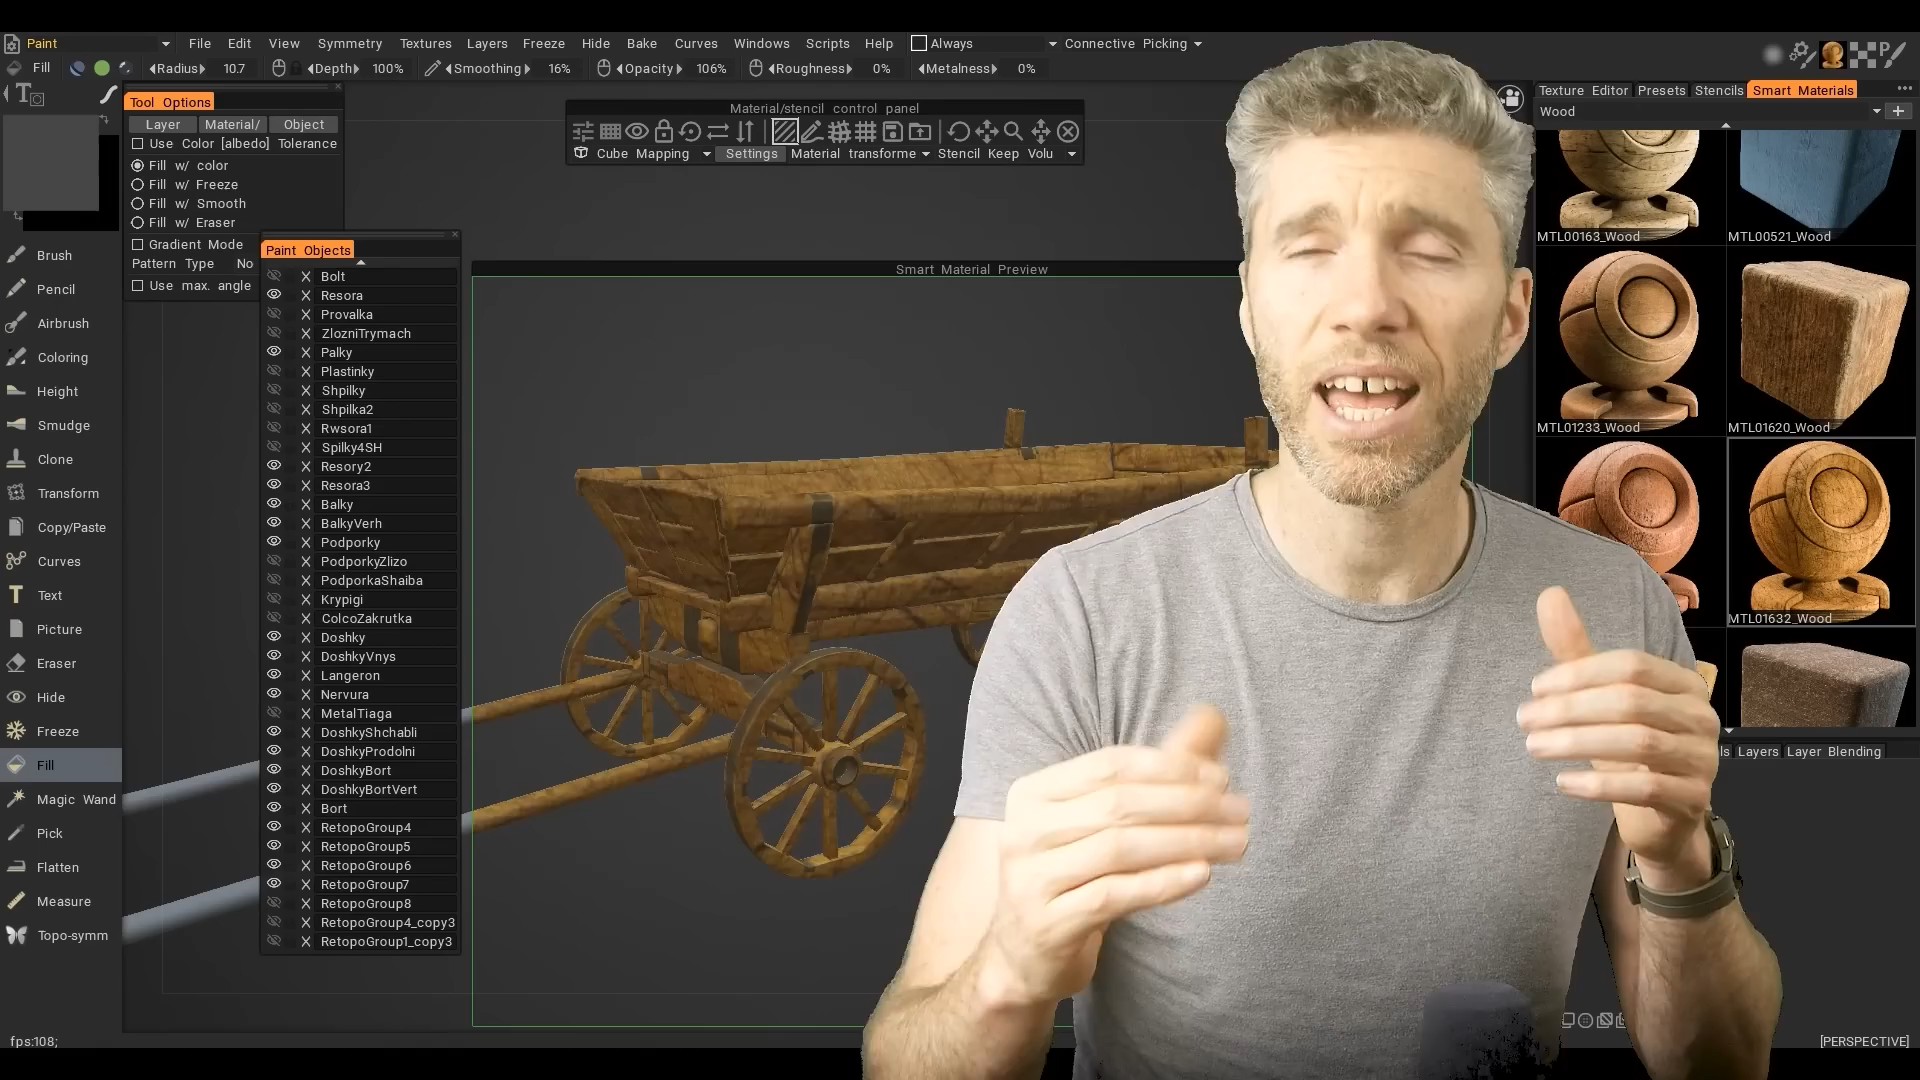 Paint File Edit View Symmetry Textures Layers Freeze Hide Bake Curves Windows Scripts Help Always Connective Picking
Fill Radius 10.7 Depth 100% Smoothing 16% Opacity 106% Roughness 0% Metalness 0%
Tool Options
Layer Material/ Object
Use Color [albedo] Tolerance
Fill w/ color
Fill w/ Freeze
Fill w/ Smooth
Fill w/ Eraser
Gradient Mode
Pattern Type No
Use max. angle
Brush
Pencil
Airbrush
Coloring
Height
Smudge
Clone
Transform
Copy/Paste
Curves
Text
Picture
Eraser
Hide
Freeze
Fill
Magic Wand
Pick
Flatten
Measure
Topo-symm
fps:108;
Paint Objects
Bolt
Resora
Provalka
ZlozniTrymach
Palky
Plastinky
Shpilky
Shpilka2
Rwsora1
Spilky4SH
Resory2
Resora3
Balky
BalkyVerh
Podporky
PodporkyZlizo
PodporkaShaiba
Krypigi
ColcoZakrutka
Doshky
DoshkyVnys
Langeron
Nervura
MetalTiaga
DoshkyShchabli
DoshkyProdolni
DoshkyBort
DoshkyBortVert
Bort
RetopoGroup4
RetopoGroup5
RetopoGroup6
RetopoGroup7
RetopoGroup8
RetopoGroup4_copy3
RetopoGroup1_copy3
Material/stencil control panel
Cube Mapping Settings Material transforme Stencil Keep Volu
Smart Material Preview
Texture Editor Presets Stencils Smart Materials
Wood
MTL00163_Wood MTL00521_Wood
MTL01233_Wood MTL01620_Wood
MTL01632_Wood
ls Layers Layer Blending
[PERSPECTIVE]